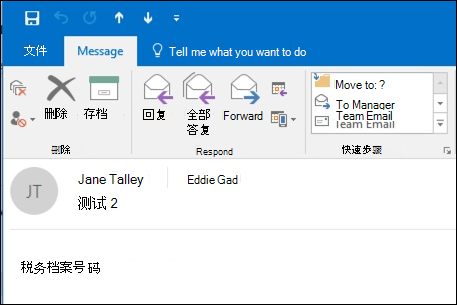 文件 Message Tell me what you want to do
删除 存档 回复 全部答复 Forward
Move to: ?
To Manager
Team Email
Team Email
删除 Respond 快速步骤
JT Jane Talley Eddie Gad
测试 2
税务档案号码